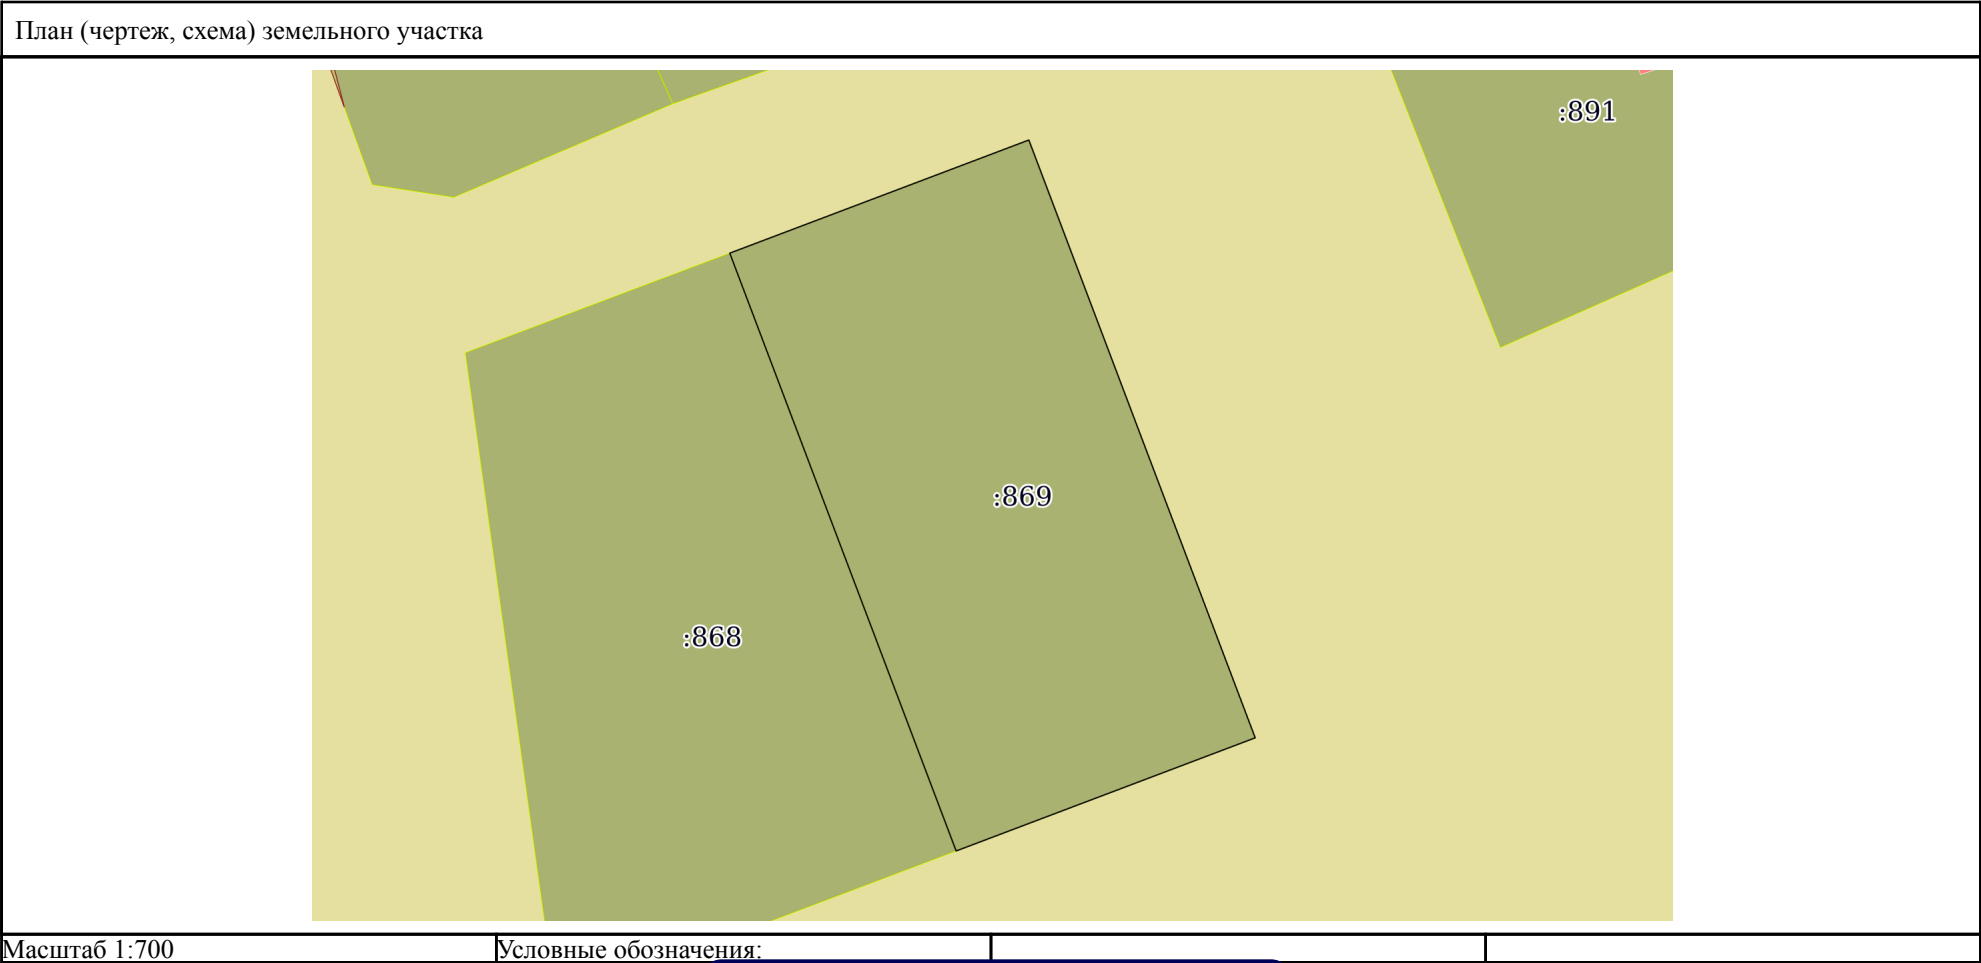 План (чертеж, схема) земельного участка
:891
:869
:868
Масштаб 1:700
Условные обозначения: